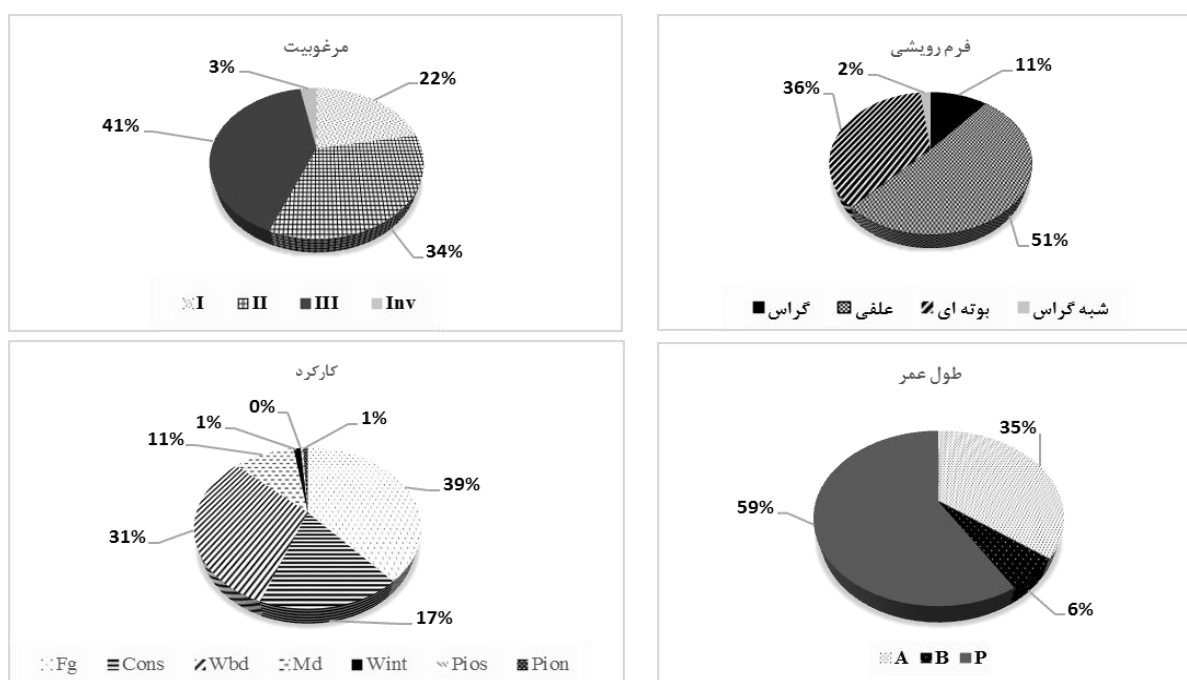 مرغوبیت
3%
22%
41%
34%
I II III Inv
فرم رویشی
2%
11%
36%
51%
گراس علفی بوته ای شبه گراس
کارکرد
0%
1%
1%
11%
39%
31%
17%
Fg Cons Wbd Md Wint Pios Pion
طول عمر
35%
59%
6%
A B P